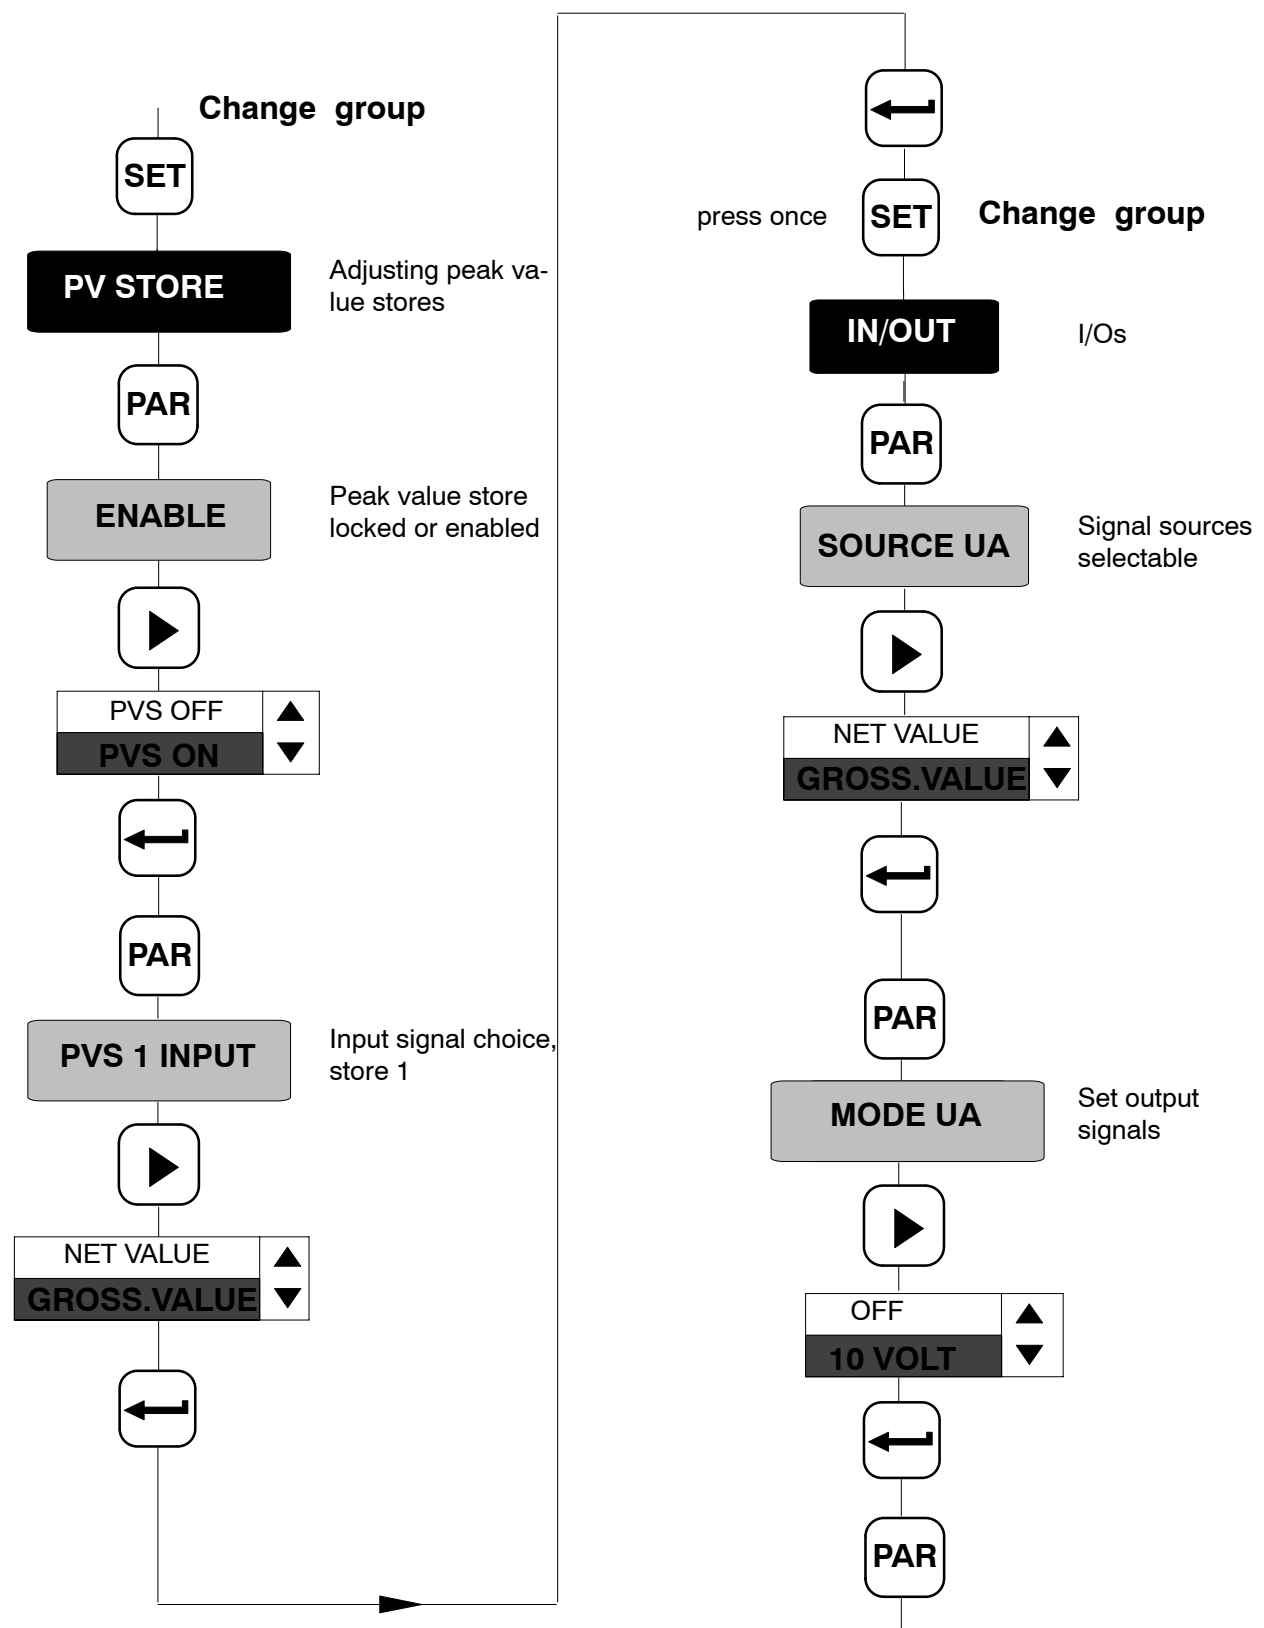 Change group
SET
PV STORE
Adjusting peak va-
lue stores
PAR
ENABLE
Peak value store
locked or enabled
PVS OFF
PVS ON
PAR
PVS 1 INPUT
Input signal choice,
store 1
NET VALUE
GROSS.VALUE
press once
SET
Change group
IN/OUT
I/Os
PAR
SOURCE UA
Signal sources
selectable
NET VALUE
GROSS.VALUE
PAR
MODE UA
Set output
signals
OFF
10 VOLT
PAR